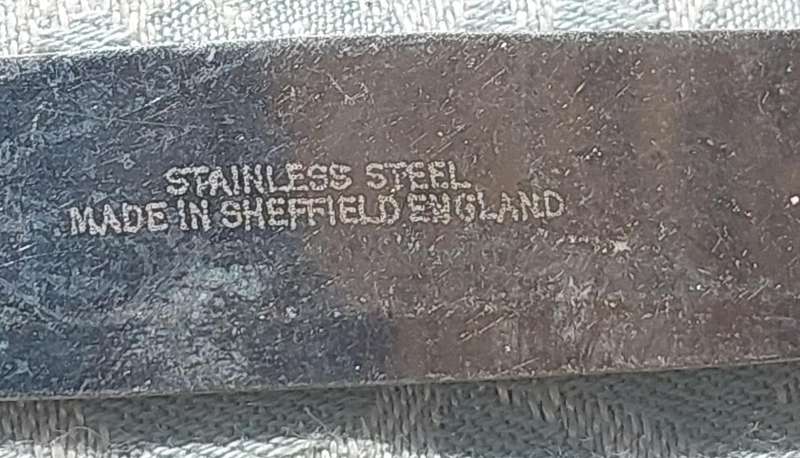 STAINLESS STEEL
MADE IN SHEFFIELD ENGLAND